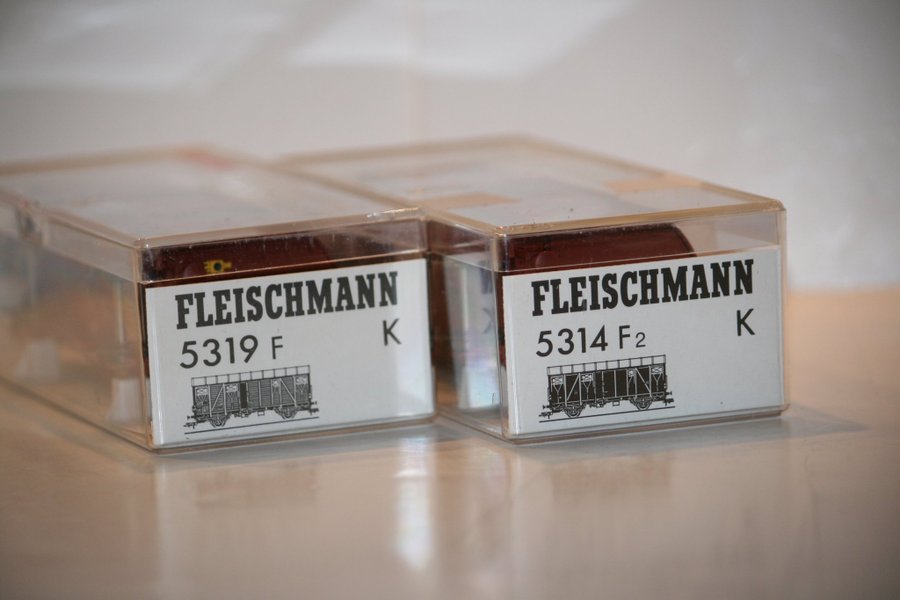 FLEISCHMANN
5319 F K
FLEISCHMANN
5314 F2 K